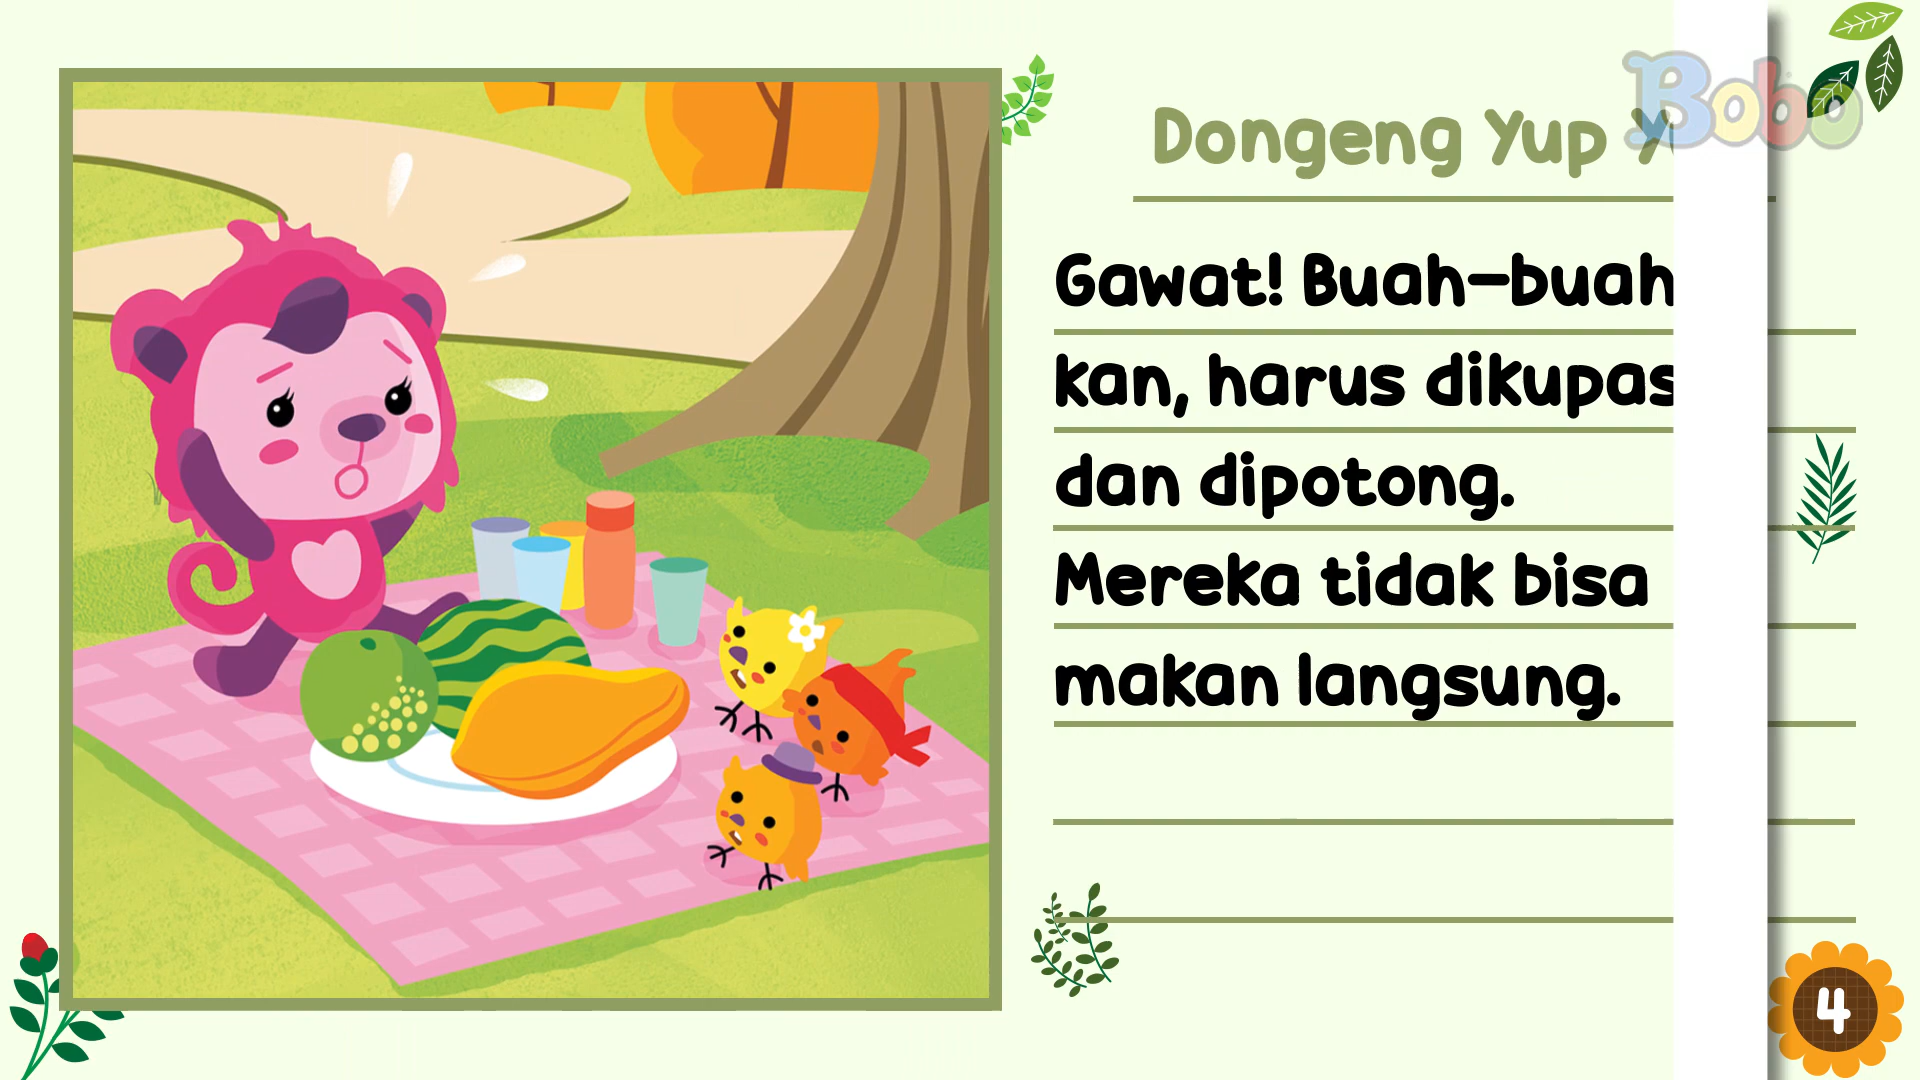 Bobo
Dongeng Yup Y
Gawat! Buah-buah
kan, harus dikupas
dan dipotong.
Mereka tidak bisa
makan langsung.
4